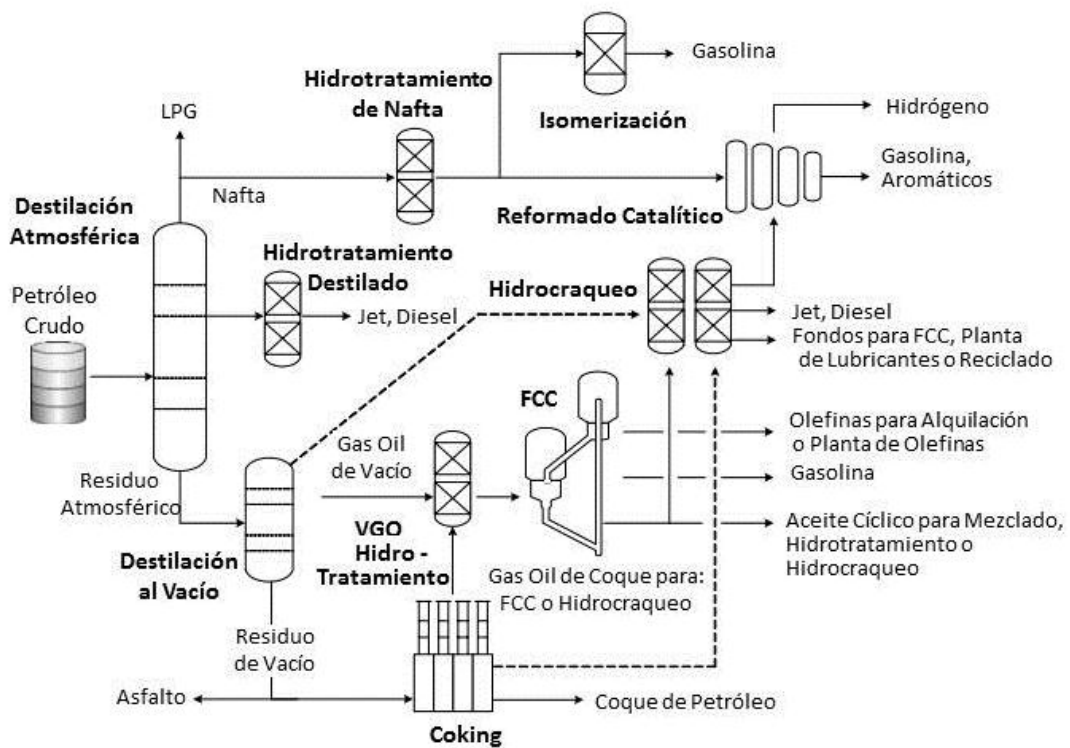 Gasolina
Hidrotratamiento
de Nafta
Isomerización
LPG
Hidrógeno
Gasolina,
Aromáticos
Nafta
Reformado Catalítico
Destilación
Atmosférica
Hidrotratamiento
Destilado
Hidrocraqueo
Petróleo
Crudo
Jet, Diesel
Jet, Diesel
Fondos para FCC, Planta
de Lubricantes o Reciclado
FCC
Gas Oil
de Vacío
Olefinas para Alquilación
o Planta de Olefinas
Gasolina
Residuo
Atmosférico
VGO
Hidro -
Tratamiento
Aceite Cíclico para Mezclado,
Hidrotratamiento o
Hidrocraqueo
Destilación
al Vacío
Gas Oil de Coque para:
FCC o Hidrocraqueo
Residuo
de Vacío
Asfalto
Coque de Petróleo
Coking